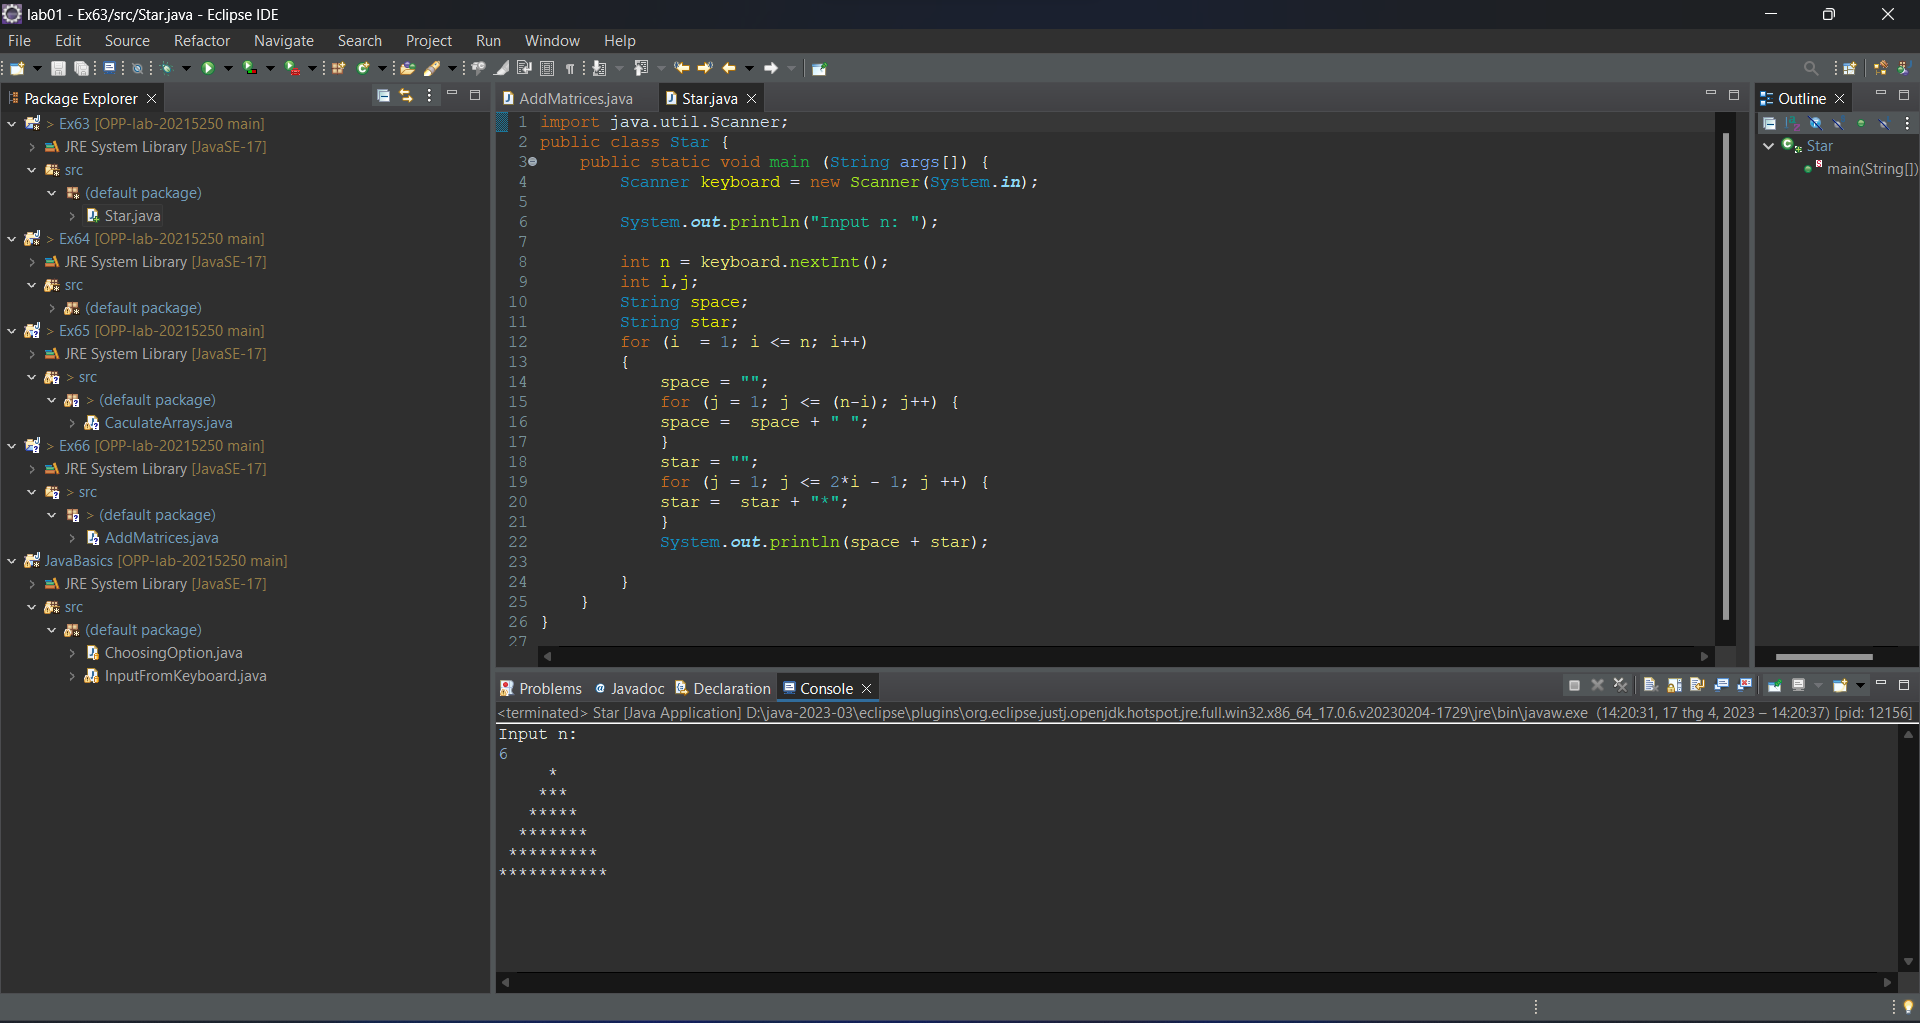 lab01 - Ex63/src/Star.java - Eclipse IDE
File Edit Source Refactor Navigate Search Project Run Window Help
Package Explorer
> Ex63 [OPP-lab-20215250 main]
JRE System Library [JavaSE-17]
src
(default package)
Star.java
> Ex64 [OPP-lab-20215250 main]
JRE System Library [JavaSE-17]
src
(default package)
> Ex65 [OPP-lab-20215250 main]
JRE System Library [JavaSE-17]
> src
> (default package)
CaculateArrays.java
> Ex66 [OPP-lab-20215250 main]
JRE System Library [JavaSE-17]
> src
> (default package)
AddMatrices.java
JavaBasics [OPP-lab-20215250 main]
JRE System Library [JavaSE-17]
src
(default package)
ChoosingOption.java
InputFromKeyboard.java
AddMatrices.java Star.java
1 import java.util.Scanner;
2 public class Star {
3     public static void main (String args[]) {
4         Scanner keyboard = new Scanner(System.in);
5
6         System.out.println("Input n: ");
7
8         int n = keyboard.nextInt();
9         int i,j;
10         String space;
11         String star;
12         for (i  = 1; i <= n; i++)
13         {
14             space = "";
15             for (j = 1; j <= (n-i); j++) {
16             space =  space + " ";
17             }
18             star = "";
19             for (j = 1; j <= 2*i - 1; j ++) {
20             star =  star + "*";
21             }
22             System.out.println(space + star);
23
24         }
25     }
26 }
27
Outline
Star
main(String[])
Problems Javadoc Declaration Console
<terminated> Star [Java Application] D:\java-2023-03\eclipse\plugins\org.eclipse.justj.openjdk.hotspot.jre.full.win32.x86_64_17.0.6.v20230204-1729\jre\bin\javaw.exe (14:20:31, 17 thg 4, 2023 – 14:20:37) [pid: 12156]
Input n:
6
     *
    ***
   *****
  *******
 *********
***********